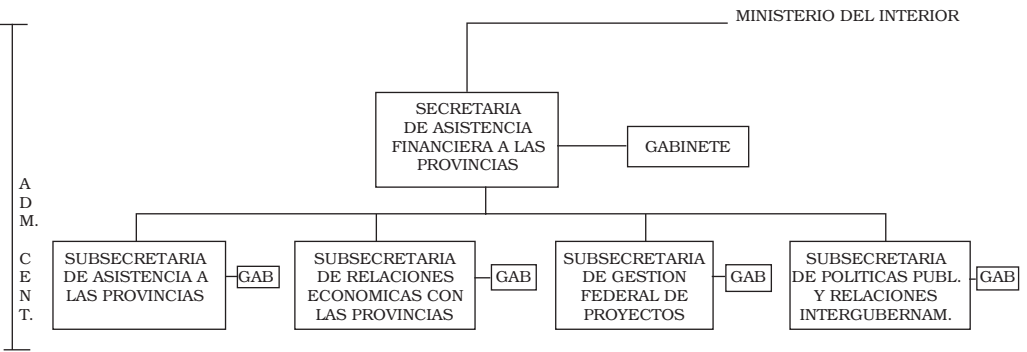 MINISTERIO DEL INTERIOR
SECRETARIA
DE ASISTENCIA
FINANCIERA A LAS
PROVINCIAS
GABINETE
A
D
M.
C
E
N
T.
SUBSECRETARIA
DE ASISTENCIA A
LAS PROVINCIAS
GAB
SUBSECRETARIA
DE RELACIONES
ECONOMICAS CON
LAS PROVINCIAS
GAB
SUBSECRETARIA
DE GESTION
FEDERAL DE
PROYECTOS
GAB
SUBSECRETARIA
DE POLITICAS PUBL.
Y RELACIONES
INTERGUBERNAM.
GAB